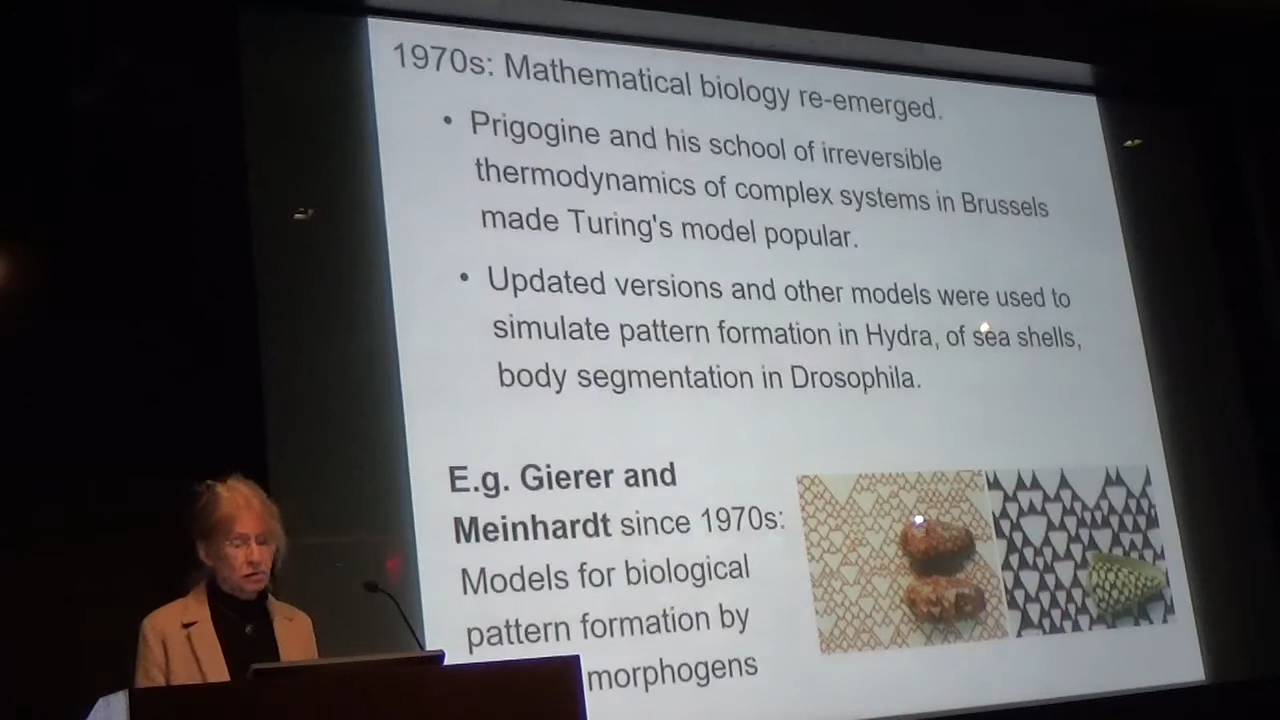 1970s: Mathematical biology re-emerged.
• Prigogine and his school of irreversible
thermodynamics of complex systems in Brussels
made Turing's model popular.
• Updated versions and other models were used to
simulate pattern formation in Hydra, of sea shells,
body segmentation in Drosophila.
E.g. Gierer and
Meinhardt since 1970s:
Models for biological
pattern formation by
morphogens